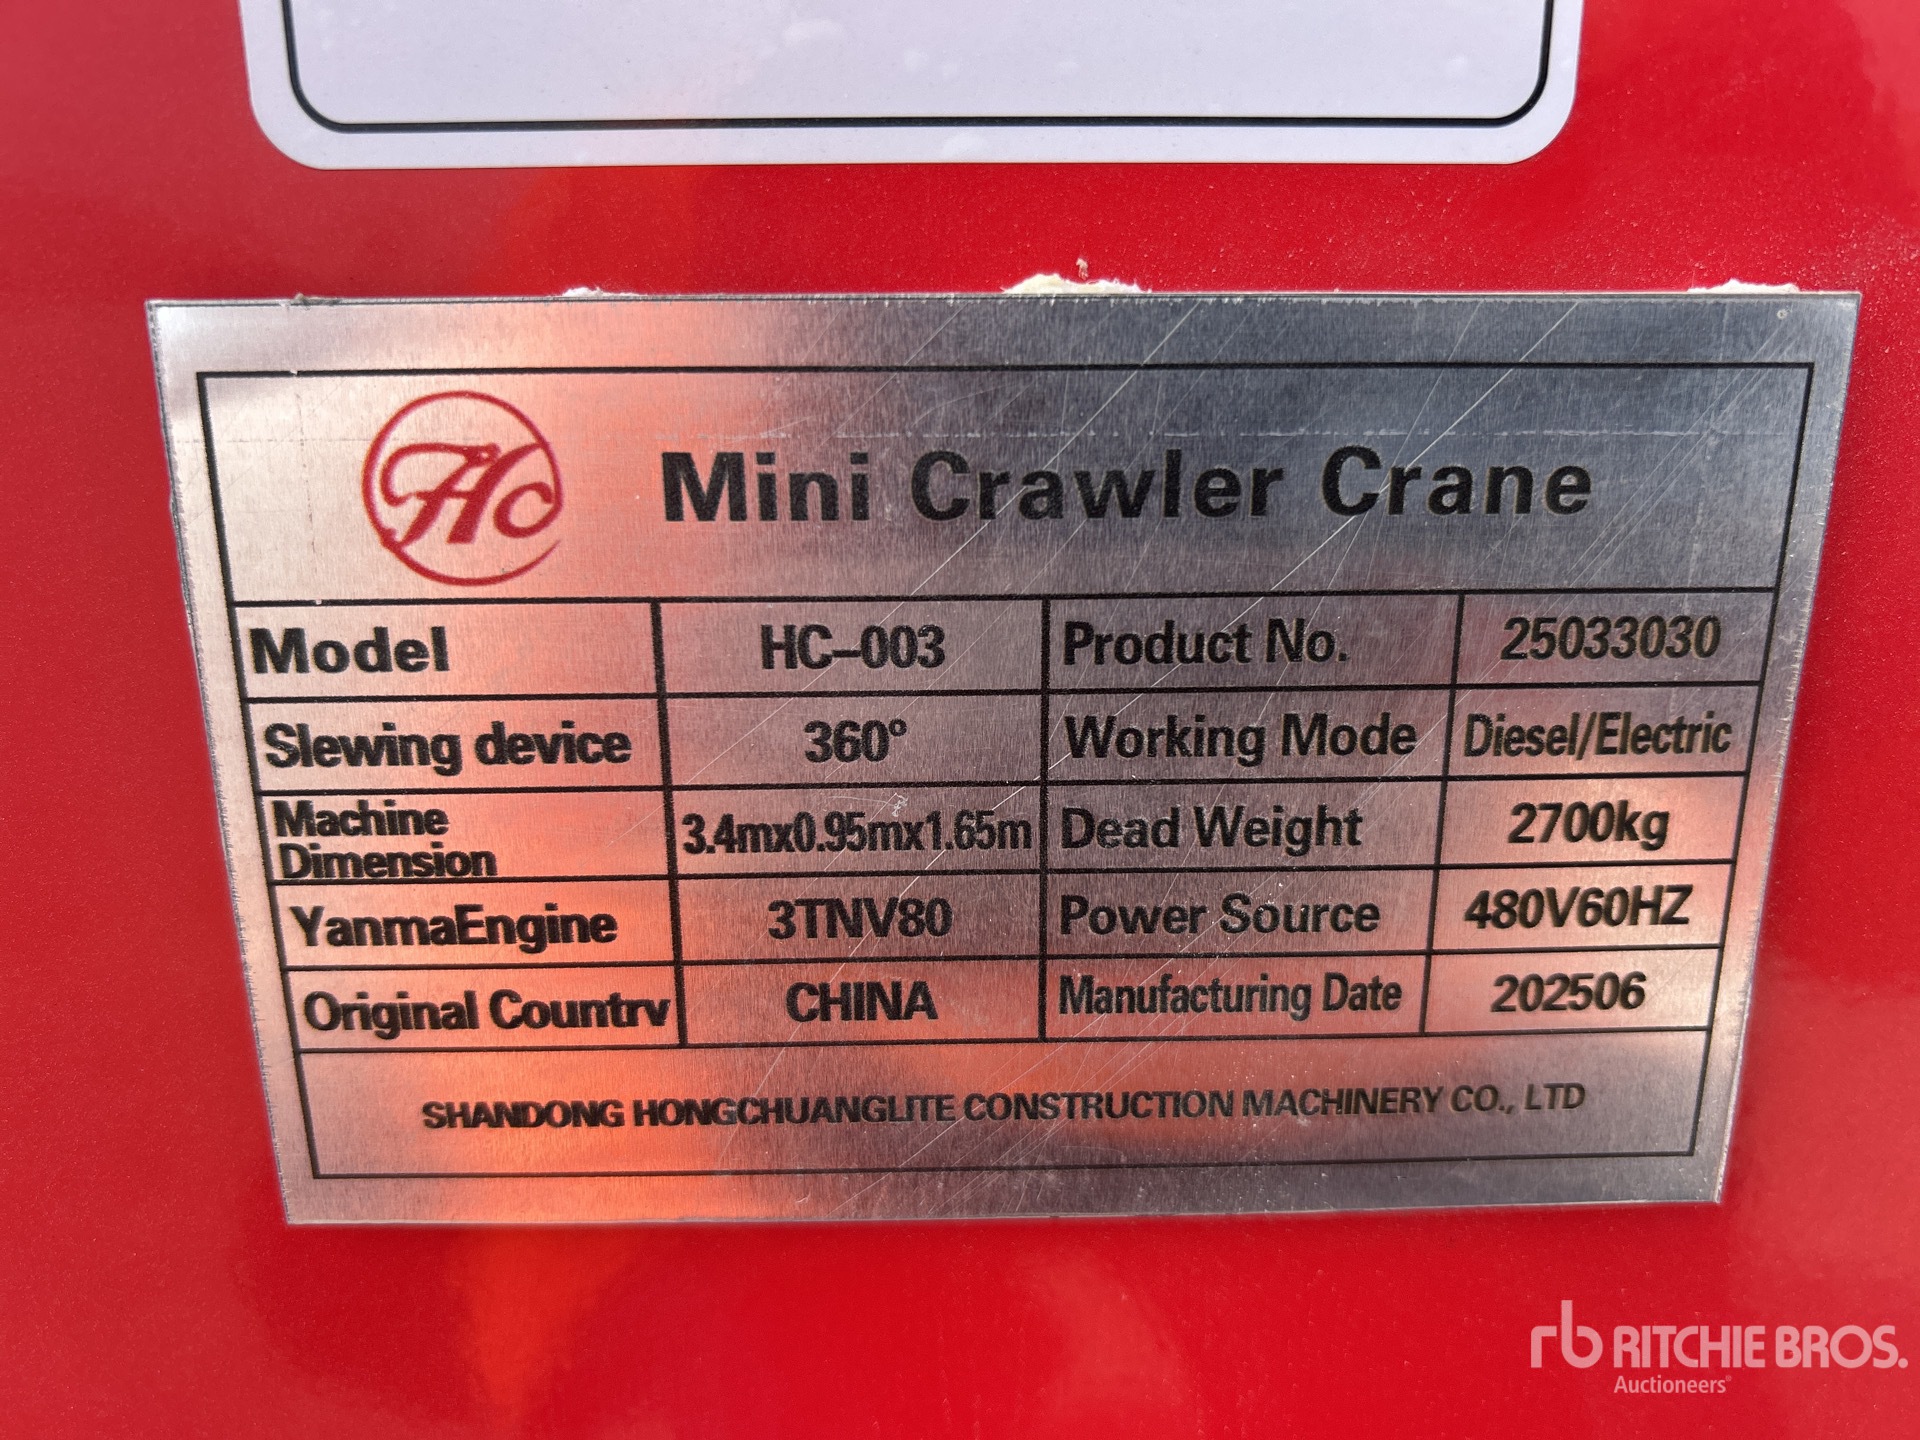 Hc Mini Crawler Crane
Model HC-003 Product No. 25033030
Slewing device 360° Working Mode Diesel/Electric
Machine Dimension 3.4mx0.95mx1.65m Dead Weight 2700kg
YanmaEngine 3TNV80 Power Source 480V60HZ
Original Country CHINA Manufacturing Date 202506
SHANDONG HONGCHUANGLITE CONSTRUCTION MACHINERY CO., LTD
rb RITCHIE BROS.
Auctioneers®